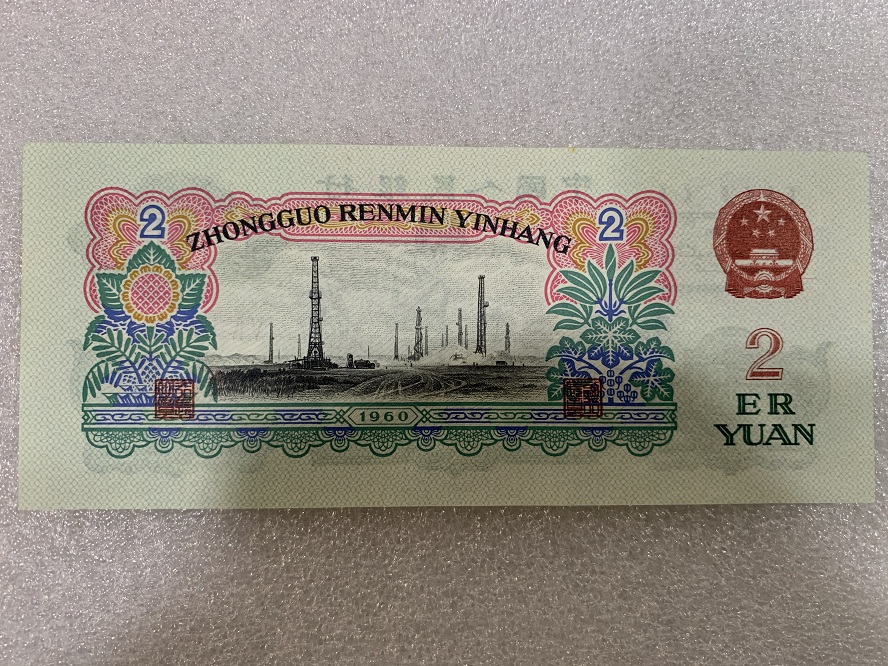 2
2
ZHONGGUO RENMIN YINHANG
1960
2
ER
YUAN